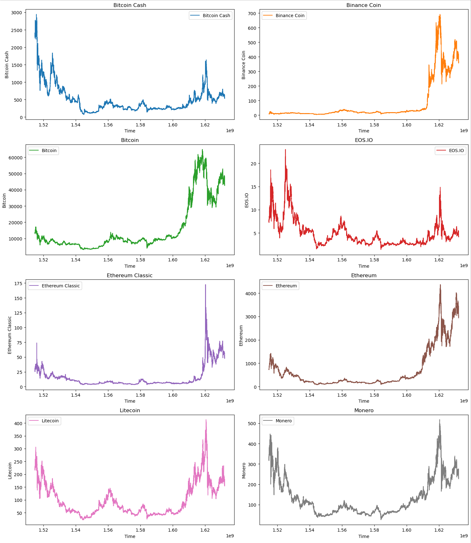 Bitcoin Cash
Bitcoin Cash
Bitcoin Cash
3000
2500
2000
1500
1000
500
0
1.52 1.54 1.56 1.58 1.60 1.62
1e9
Time
Binance Coin
Binance Coin
Binance Coin
700
600
500
400
300
200
100
0
1.52 1.54 1.56 1.58 1.60 1.62
1e9
Time
Bitcoin
Bitcoin
Bitcoin
60000
50000
40000
30000
20000
10000
1.52 1.54 1.56 1.58 1.60 1.62
1e9
Time
EOS.IO
EOS.IO
EOS.IO
20
15
10
5
1.52 1.54 1.56 1.58 1.60 1.62
1e9
Time
Ethereum Classic
Ethereum Classic
Ethereum Classic
175
150
125
100
75
50
25
0
1.52 1.54 1.56 1.58 1.60 1.62
1e9
Time
Ethereum
Ethereum
Ethereum
4000
3000
2000
1000
0
1.52 1.54 1.56 1.58 1.60 1.62
1e9
Time
Litecoin
Litecoin
Litecoin
400
350
300
250
200
150
100
50
1.52 1.54 1.56 1.58 1.60 1.62
1e9
Time
Monero
Monero
Monero
500
400
300
200
100
1.52 1.54 1.56 1.58 1.60 1.62
1e9
Time